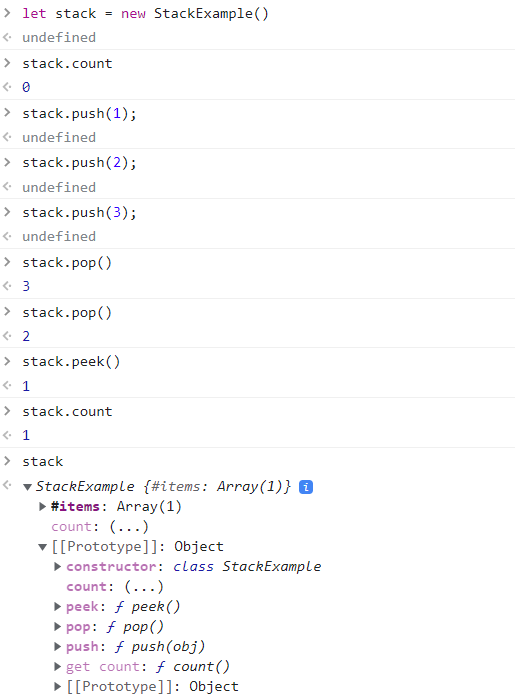 let stack = new StackExample()
undefined
stack.count
0
stack.push(1);
undefined
stack.push(2);
undefined
stack.push(3);
undefined
stack.pop()
3
stack.pop()
2
stack.peek()
1
stack.count
1
stack
StackExample {#items: Array(1)} i
#items: Array(1)
count: (...)
[[Prototype]]: Object
constructor: class StackExample
count: (...)
peek: ƒ peek()
pop: ƒ pop()
push: ƒ push(obj)
get count: ƒ count()
[[Prototype]]: Object